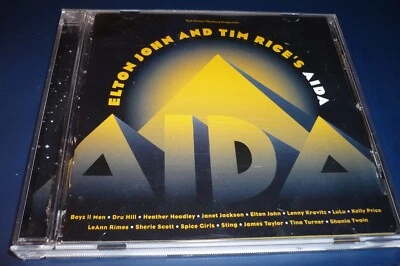 ELTON JOHN AND TIM RICE'S AIDA
AIDA
Boyz II Men • Dru Hill • Heather Headley • Janet Jackson • Elton John • Lenny Kravitz • LuLu • Kelly Price
LeAnn Rimes • Sherie Scott • Spice Girls • Sting • James Taylor • Tina Turner • Shania Twain